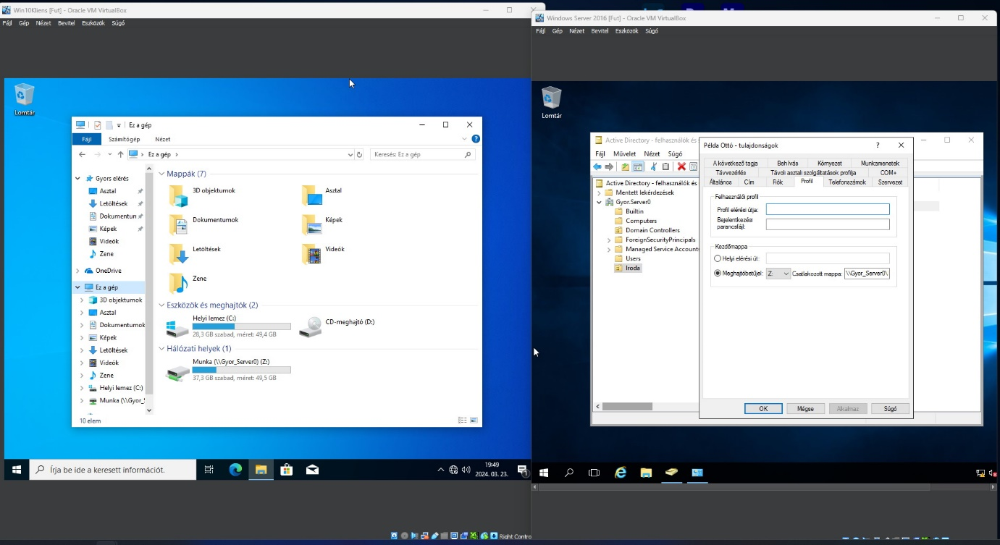 Win10Kliens [Fut] - Oracle VM VirtualBox
Fájl Gép Nézet Bevitel Eszközök Súgó
Lomtár
Ez a gép
Fájl Számítógép Nézet
Ez a gép
Keresés: Ez a gép
Gyors elérés
Asztal
Letöltések
Dokumentun
Képek
Videók
Zene
OneDrive
Ez a gép
3D objektumok
Asztal
Dokumentumok
Képek
Letöltések
Videók
Zene
Helyi lemez (C:)
Munka (\\Gyor_S
Mappák (7)
3D objektumok
Asztal
Dokumentumok
Képek
Letöltések
Videók
Zene
Eszközök és meghajtók (2)
Helyi lemez (C:)
28,3 GB szabad, méret: 49,4 GB
CD-meghajtó (D:)
Hálózati helyek (1)
Munka (\\Gyor_Server0) (Z:)
37,3 GB szabad, méret: 49,5 GB
10 elem
Írja be ide a keresett információt.
19:49
2024. 03. 23.
1
Right Contro
Windows Server 2016 [Fut] - Oracle VM VirtualBox
Fájl Gép Nézet Bevitel Eszközök Súgó
Lomtár
Active Directory - felhasználók és
Fájl Művelet Nézet Súgó
Active Directory - felhasználók és
Mentett lekérdezések
Gyor.Server0
Builtin
Computers
Domain Controllers
ForeignSecurityPrincipals
Managed Service Accounts
Users
Iroda
Példa Ottó - tulajdonságok
A következő tagja Behívás Környezet Munkamenetek
Távvezérlés Távoli asztali szolgáltatások profilja COM+
Általános Cím Fiók Profil Telefonszámok Szervezet
Felhasználói profil
Profil elérési útja:
Bejelentkezési
parancsfájl:
Kezdőmappa
Helyi elérési út:
Meghajtóbetűjel: Z: Csatlakozott mappa: \\Gyor_Server0\
OK Mégse Alkalmaz Súgó